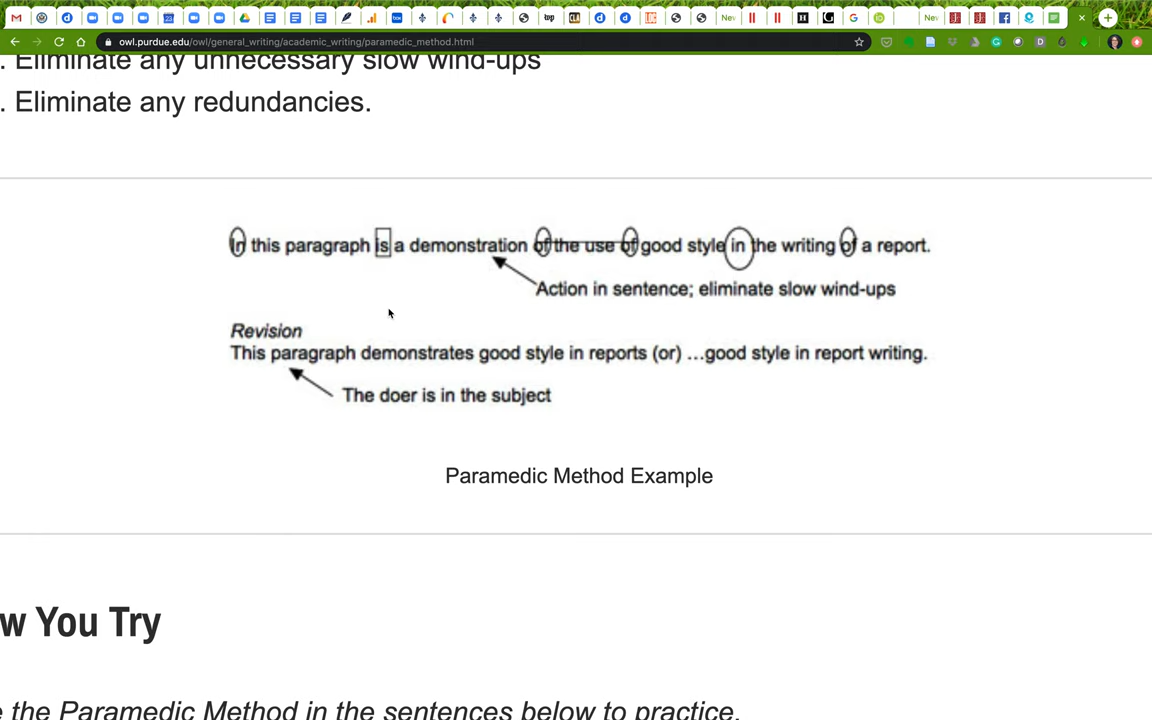 owl.purdue.edu/owl/general_writing/academic_writing/paramedic_method.html
. Eliminate any unnecessary slow wind-ups
. Eliminate any redundancies.
In this paragraph is a demonstration of the use of good style in the writing of a report.
Action in sentence; eliminate slow wind-ups
Revision
This paragraph demonstrates good style in reports (or) ...good style in report writing.
The doer is in the subject
Paramedic Method Example
w You Try
e the Paramedic Method in the sentences below to practice.